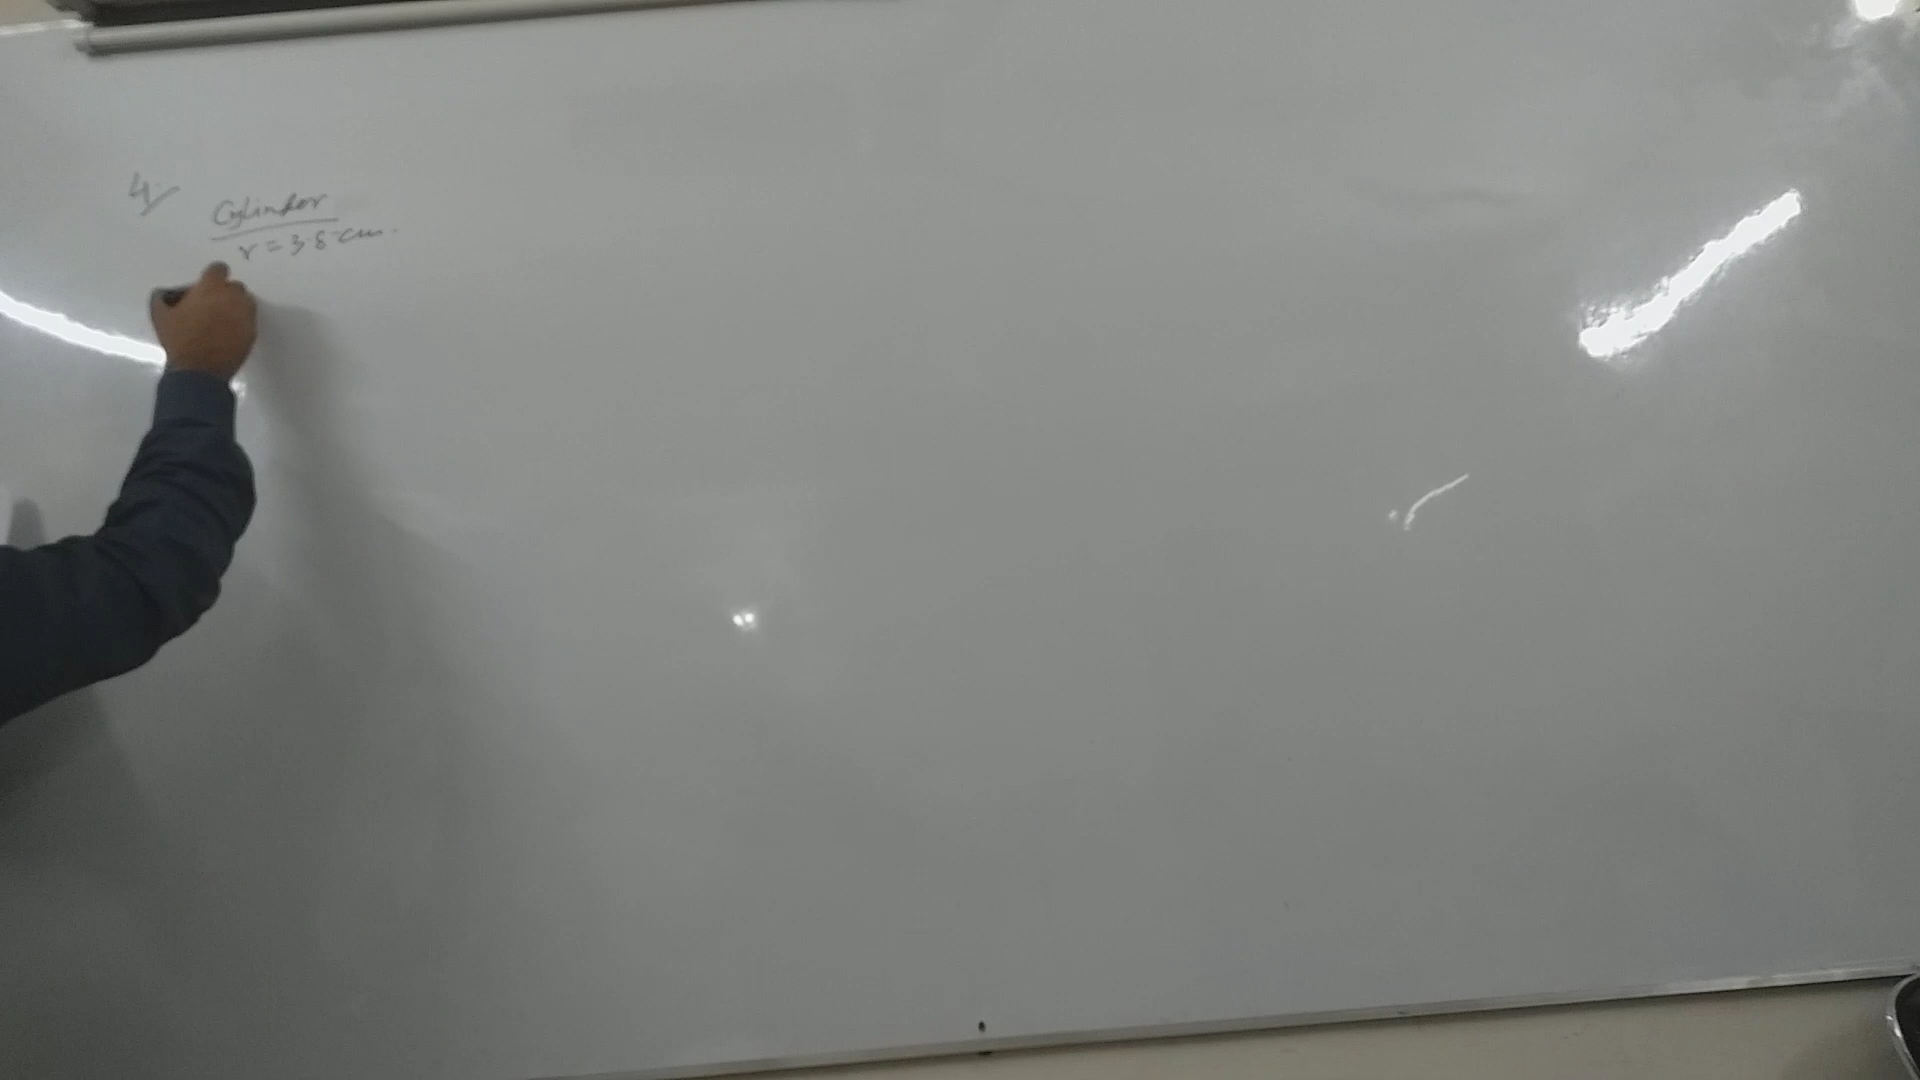 4.
Cylinder
r = 3.8 cm.